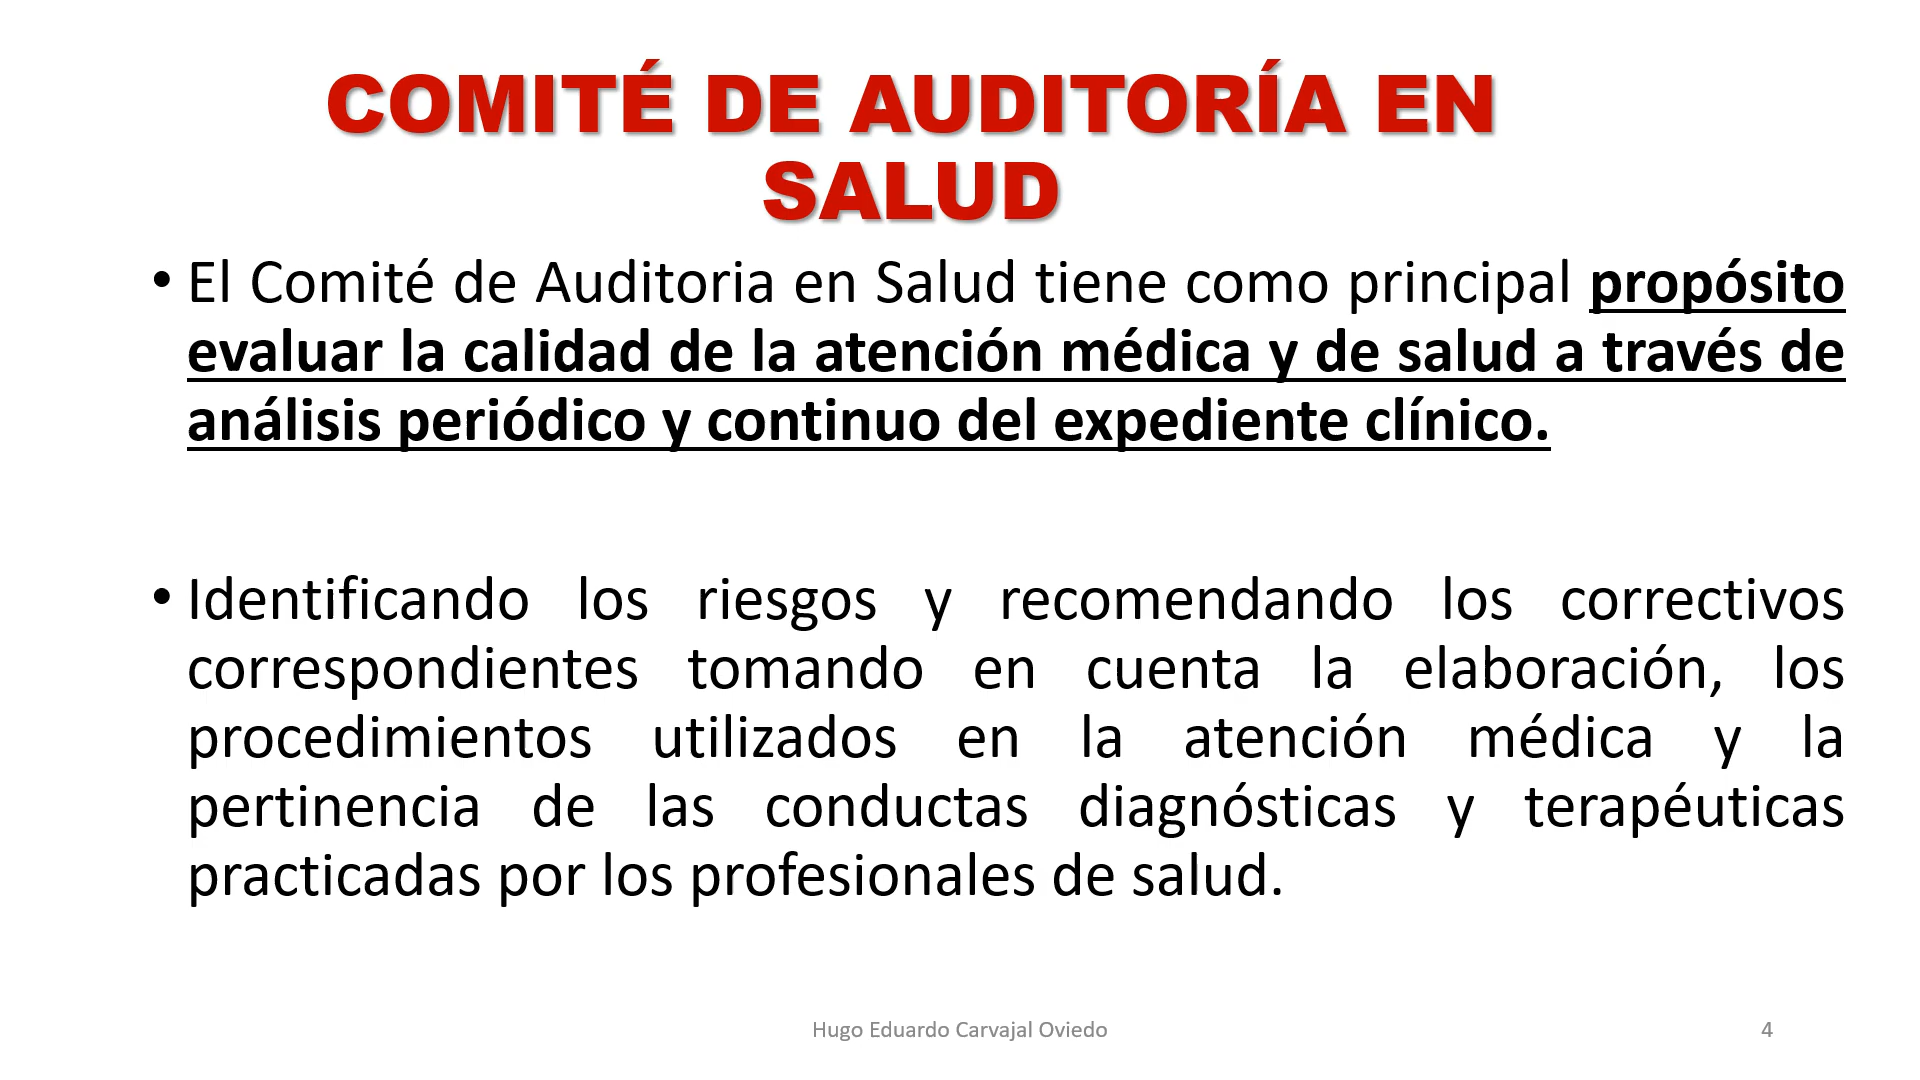 COMITÉ DE AUDITORÍA EN
SALUD
• El Comité de Auditoria en Salud tiene como principal propósito
evaluar la calidad de la atención médica y de salud a través de
análisis periódico y continuo del expediente clínico.
• Identificando los riesgos y recomendando los correctivos
correspondientes tomando en cuenta la elaboración, los
procedimientos utilizados en la atención médica y la
pertinencia de las conductas diagnósticas y terapéuticas
practicadas por los profesionales de salud.
Hugo Eduardo Carvajal Oviedo
4